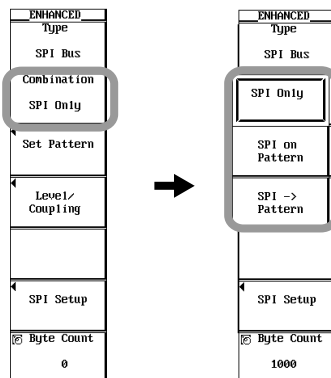 ENHANCED
Type
SPI Bus
Combination
SPI Only
Set Pattern
Level/
Coupling
SPI Setup
Byte Count
0
ENHANCED
Type
SPI Bus
SPI Only
SPI on
Pattern
SPI ->
Pattern
SPI Setup
Byte Count
1000